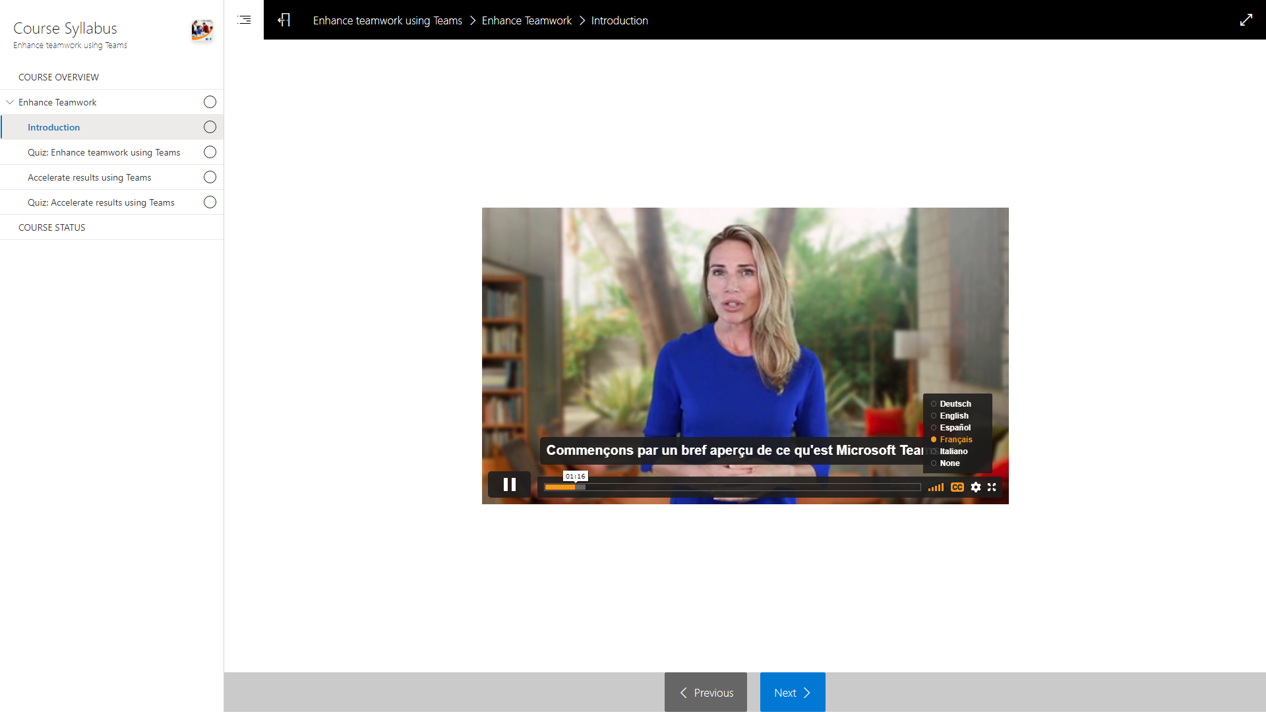 Course Syllabus
Enhance teamwork using Teams
COURSE OVERVIEW
Enhance Teamwork
Introduction
Quiz: Enhance teamwork using Teams
Accelerate results using Teams
Quiz: Accelerate results using Teams
COURSE STATUS
Enhance teamwork using Teams > Enhance Teamwork > Introduction
Deutsch
English
Español
Français
Italiano
None
Commençons par un bref aperçu de ce qu'est Microsoft
01:16
CC
Previous
Next